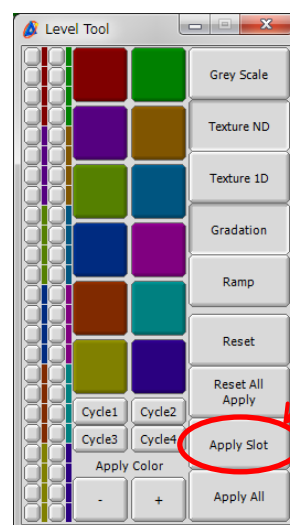 Level Tool
Grey Scale
Texture ND
Texture 1D
Gradation
Ramp
Reset
Reset All
Apply
Cycle1 Cycle2
Cycle3 Cycle4
Apply Slot
Apply Color
- +
Apply All